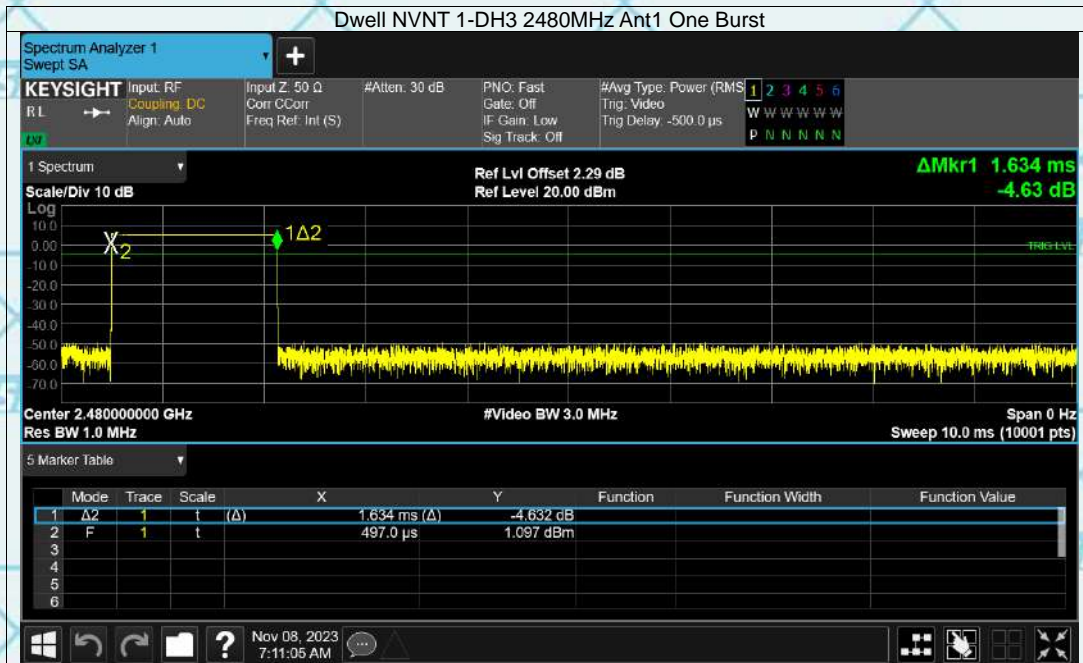 Dwell NVNT 1-DH3 2480MHz Ant1 One Burst
Spectrum Analyzer 1
Swept SA
KEYSIGHT
Input: RF
Input Z: 50 Ω
#Atten: 30 dB
PNO: Fast
#Avg Type: Power (RMS
1 2 3 4 5 6
R L
Coupling: DC
Corr CCorr
Gate: Off
Trig: Video
W W W W W W
Align: Auto
Freq Ref: Int (S)
IF Gain: Low
Trig Delay: -500.0 µs
Sig Track: Off
P N N N N N
LXI
1 Spectrum
Ref Lvl Offset 2.29 dB
ΔMkr1 1.634 ms
Scale/Div 10 dB
Ref Level 20.00 dBm
-4.63 dB
Log
10.0
1Δ2
0.00
X2
TRIG LVL
-10.0
-20.0
-30.0
-40.0
-50.0
-60.0
-70.0
Center 2.480000000 GHz
#Video BW 3.0 MHz
Span 0 Hz
Res BW 1.0 MHz
Sweep 10.0 ms (10001 pts)
5 Marker Table
Mode Trace Scale X Y Function Function Width Function Value
1 Δ2 1 t (Δ) 1.634 ms (Δ) -4.632 dB
2 F 1 t 497.0 µs 1.097 dBm
3
4
5
6
?
Nov 08, 2023
7:11:05 AM